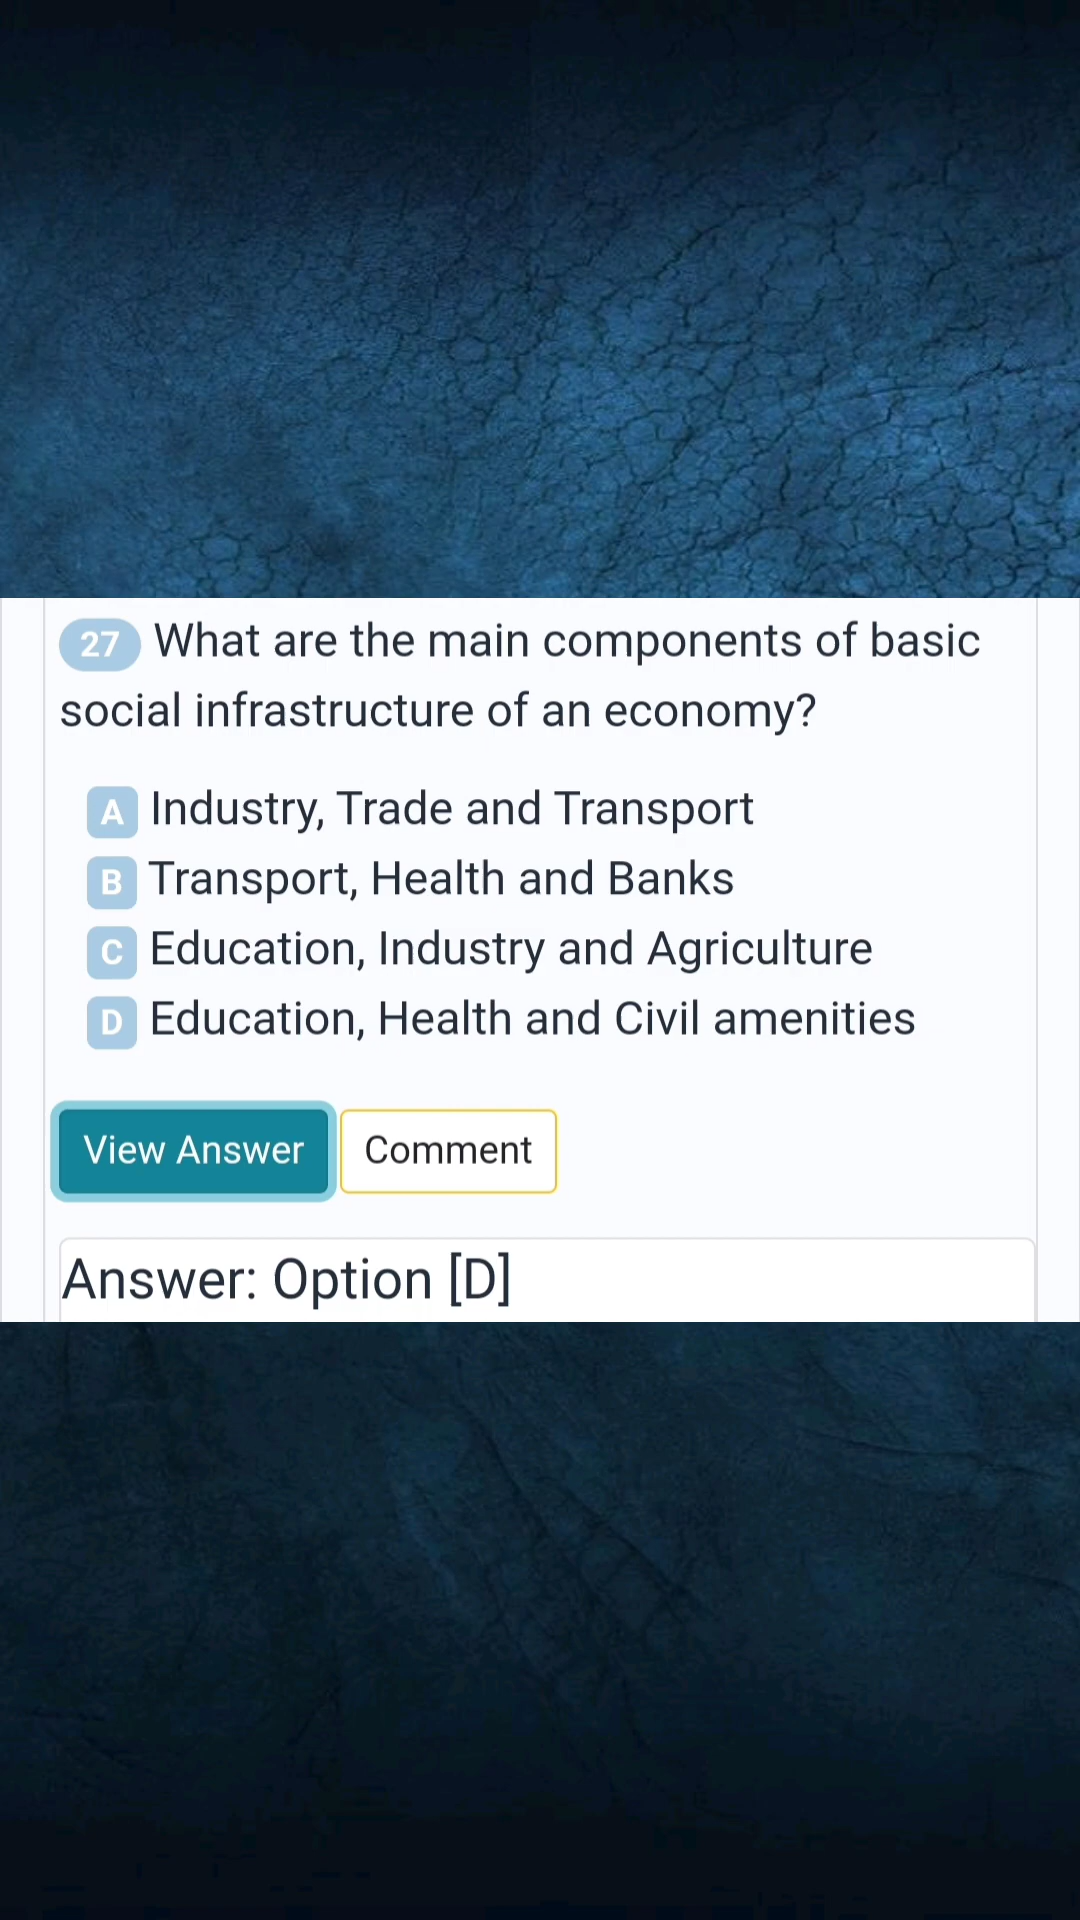 27 What are the main components of basic
social infrastructure of an economy?
A Industry, Trade and Transport
B Transport, Health and Banks
C Education, Industry and Agriculture
D Education, Health and Civil amenities
View Answer Comment
Answer: Option [D]